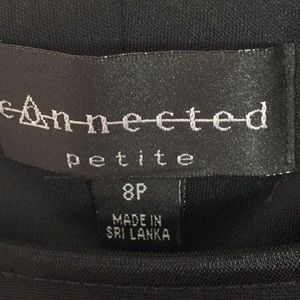 connected
petite
8P
MADE IN
SRI LANKA